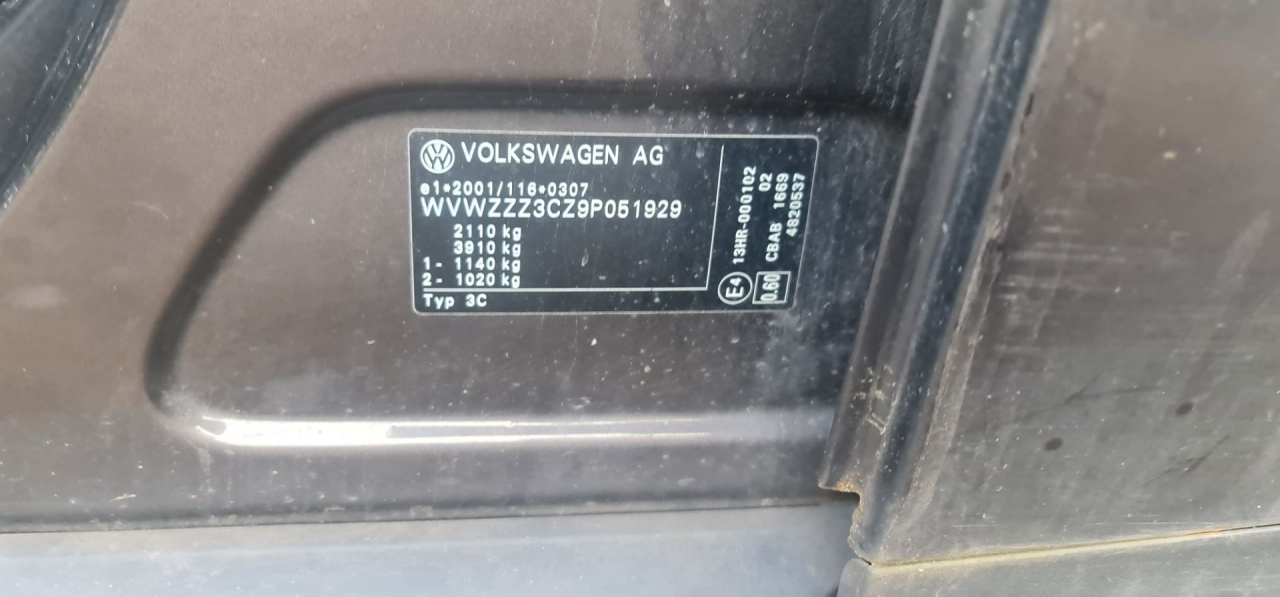 VOLKSWAGEN AG
e1*2001/116*0307
WVWZZZ3CZ9P051929
2110 kg
3910 kg
1- 1140 kg
2- 1020 kg
Typ 3C
E4 13HR-000102
02
0.60 CBAB 1669
4820537